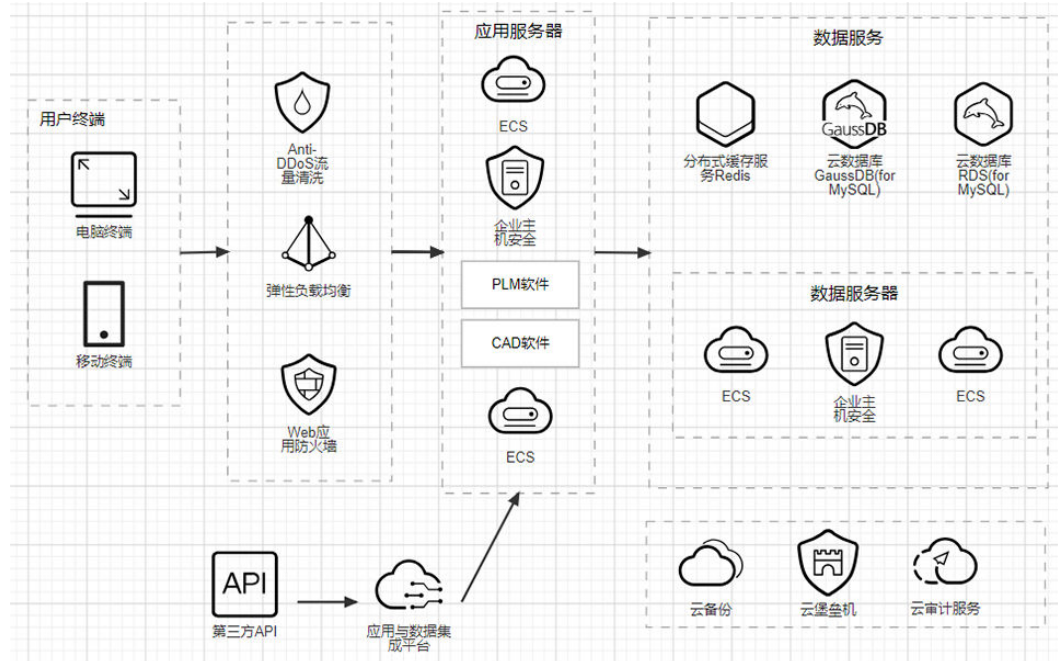 用户终端
电脑终端
移动终端
Anti-
DDoS流
量清洗
弹性负载均衡
Web应
用防火墙
应用服务器
ECS
企业主
机安全
PLM软件
CAD软件
ECS
数据服务
分布式缓存服
务Redis
GaussDB
云数据库
GaussDB(for
MySQL)
云数据库
RDS(for
MySQL)
数据服务器
ECS
企业主
机安全
ECS
API
第三方API
应用与数据集
成平台
云备份
云堡垒机
云审计服务